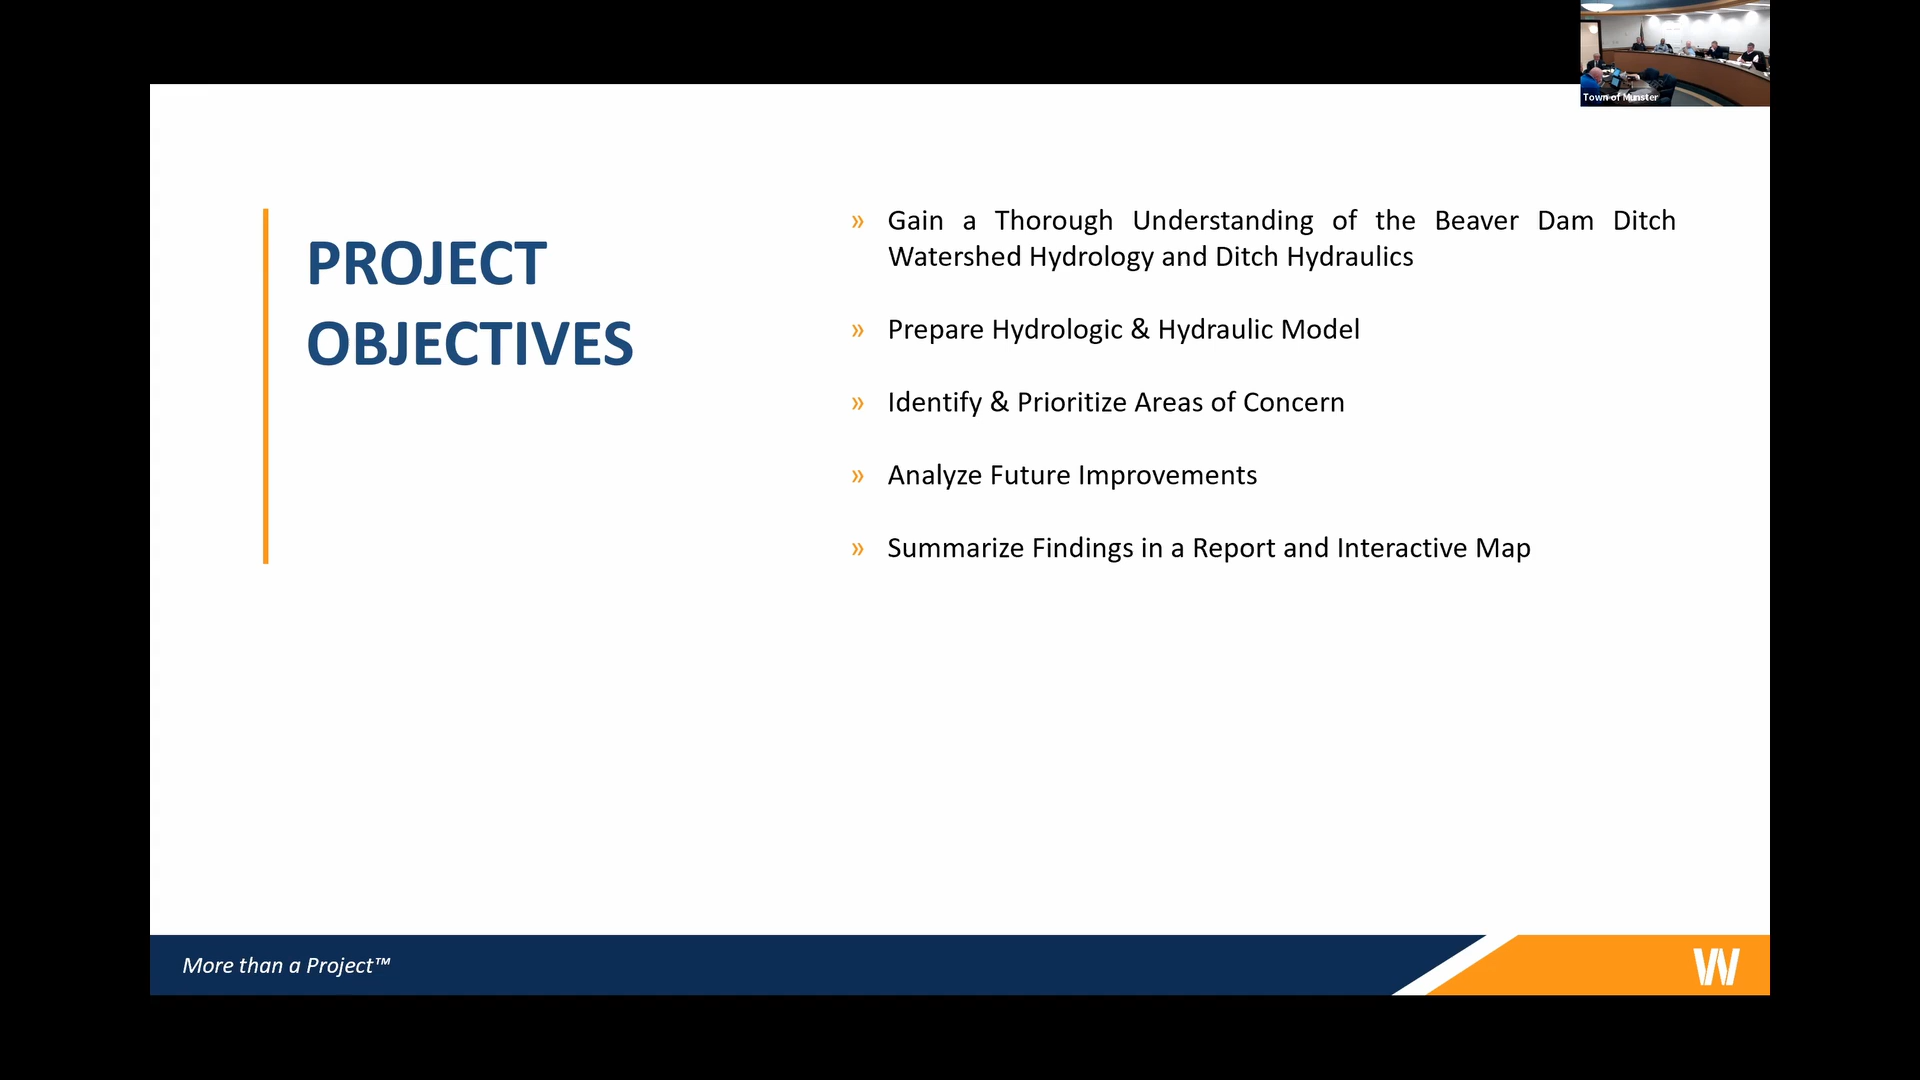 Town of Munster
PROJECT
OBJECTIVES
» Gain a Thorough Understanding of the Beaver Dam Ditch
Watershed Hydrology and Ditch Hydraulics
» Prepare Hydrologic & Hydraulic Model
» Identify & Prioritize Areas of Concern
» Analyze Future Improvements
» Summarize Findings in a Report and Interactive Map
More than a Project™
W